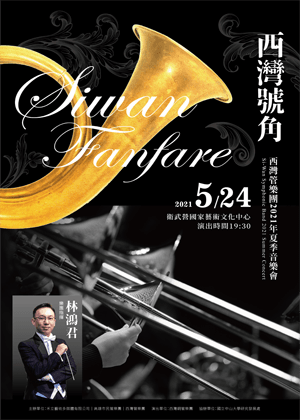 西灣號角
西灣管樂團2021年夏季音樂會
Si-Wan Symphonic Band 2021 Summer Concert
Siwan
Fanfare
2021 5/24
衛武營國家藝術文化中心
演出時間19:30
林鴻君